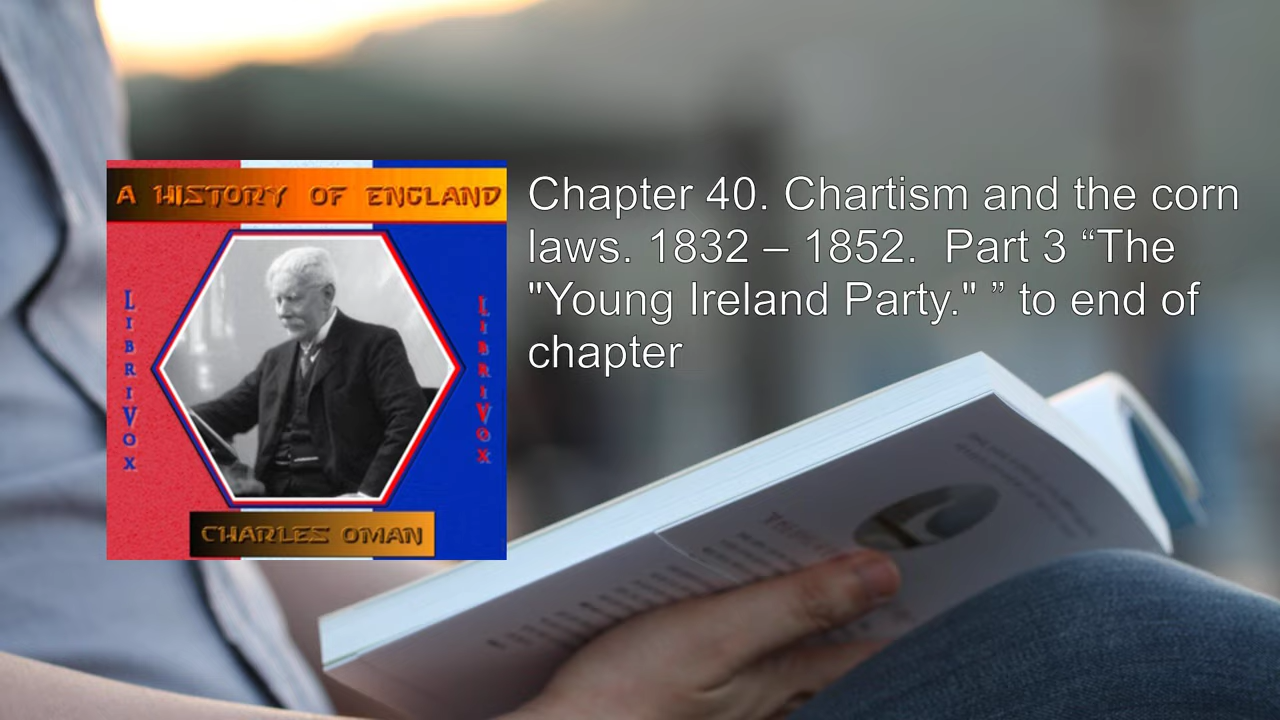 A HISTORY OF ENGLAND
LIBRIVOX
LIBRIVOX
CHARLES OMAN
Chapter 40. Chartism and the corn
laws. 1832 – 1852.  Part 3 “The
"Young Ireland Party." ” to end of
chapter